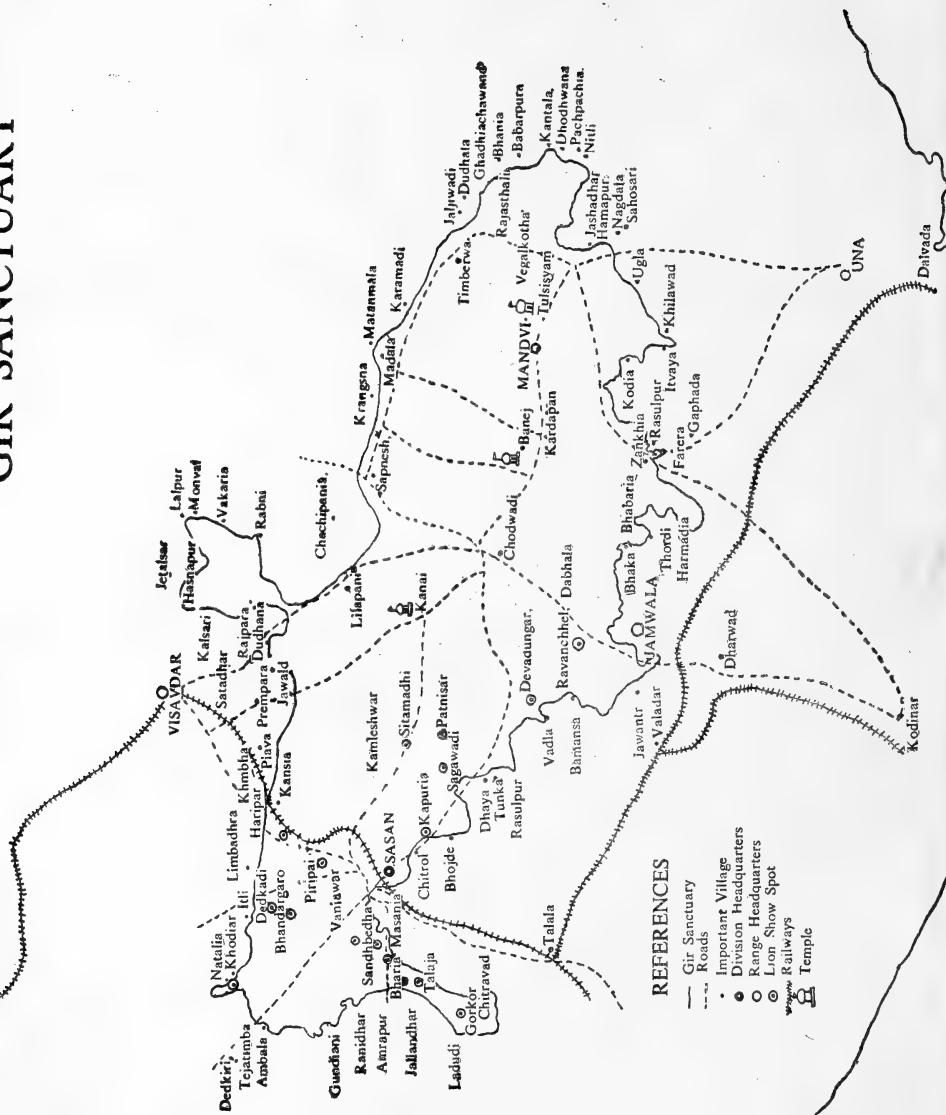 GIR SANCTUARY
Jetalsar
Hasnapur
Lalpur
Monval
Vakaria
Rabni
VISAVDAR
Kalsari
Satadhar
Rajpara
Dudhana
Prempara
Jawald
Piava
Khmbha
Haripar
Kansia
Limbadhra
Itli
Dedkadi
Bhandargaro
Natalia
Khodiar
Dedkiri
Tejatimba
Ambala
Piripai
Vaniawar
Gundiani
Ranidhar
Amrapur
Jallandhar
Ladudi
Sandhbedha
Masania
Bharia
Talaja
Gorkor
Chitravad
SASAN
Chitrol
Kapuria
Bhojde
Kamleshwar
Sitamadhi
Patnisar
Sagawadi
Kanai
Lilapani
Chachipania
Krangsna
Matanmala
Karamadi
Madala
Sapnesh
Jaljiwadi
Dudhala
Ghadhiachawand
Bhania
Babarpura
Kantala
Dhodhwana
Pachpachia
Nitli
Rajasthali
Timberwa
Vegalkotha
Tulsisyam
MANDVI
Banej
Kardapan
Jashadhar
Hamapur
Nagdala
Sahosari
Ugla
Khilawad
Itvaya
Kodia
Zankhia
Rasulpur
Farera
Gaphada
Chodwadi
Dabhala
Bhabaria
Bhaka
Thordi
Harmadia
JAMWALA
Devadungar
Ravanchhel
Vadla
Bamansa
Dhaya
Tunka
Rasulpur
Jawantr
Valadar
Dharwad
Kodinar
UNA
Dalvada
Talala
REFERENCES
Gir Sanctuary
Roads
Important Village
Division Headquarters
Range Headquarters
Lion Show Spot
Railways
Temple